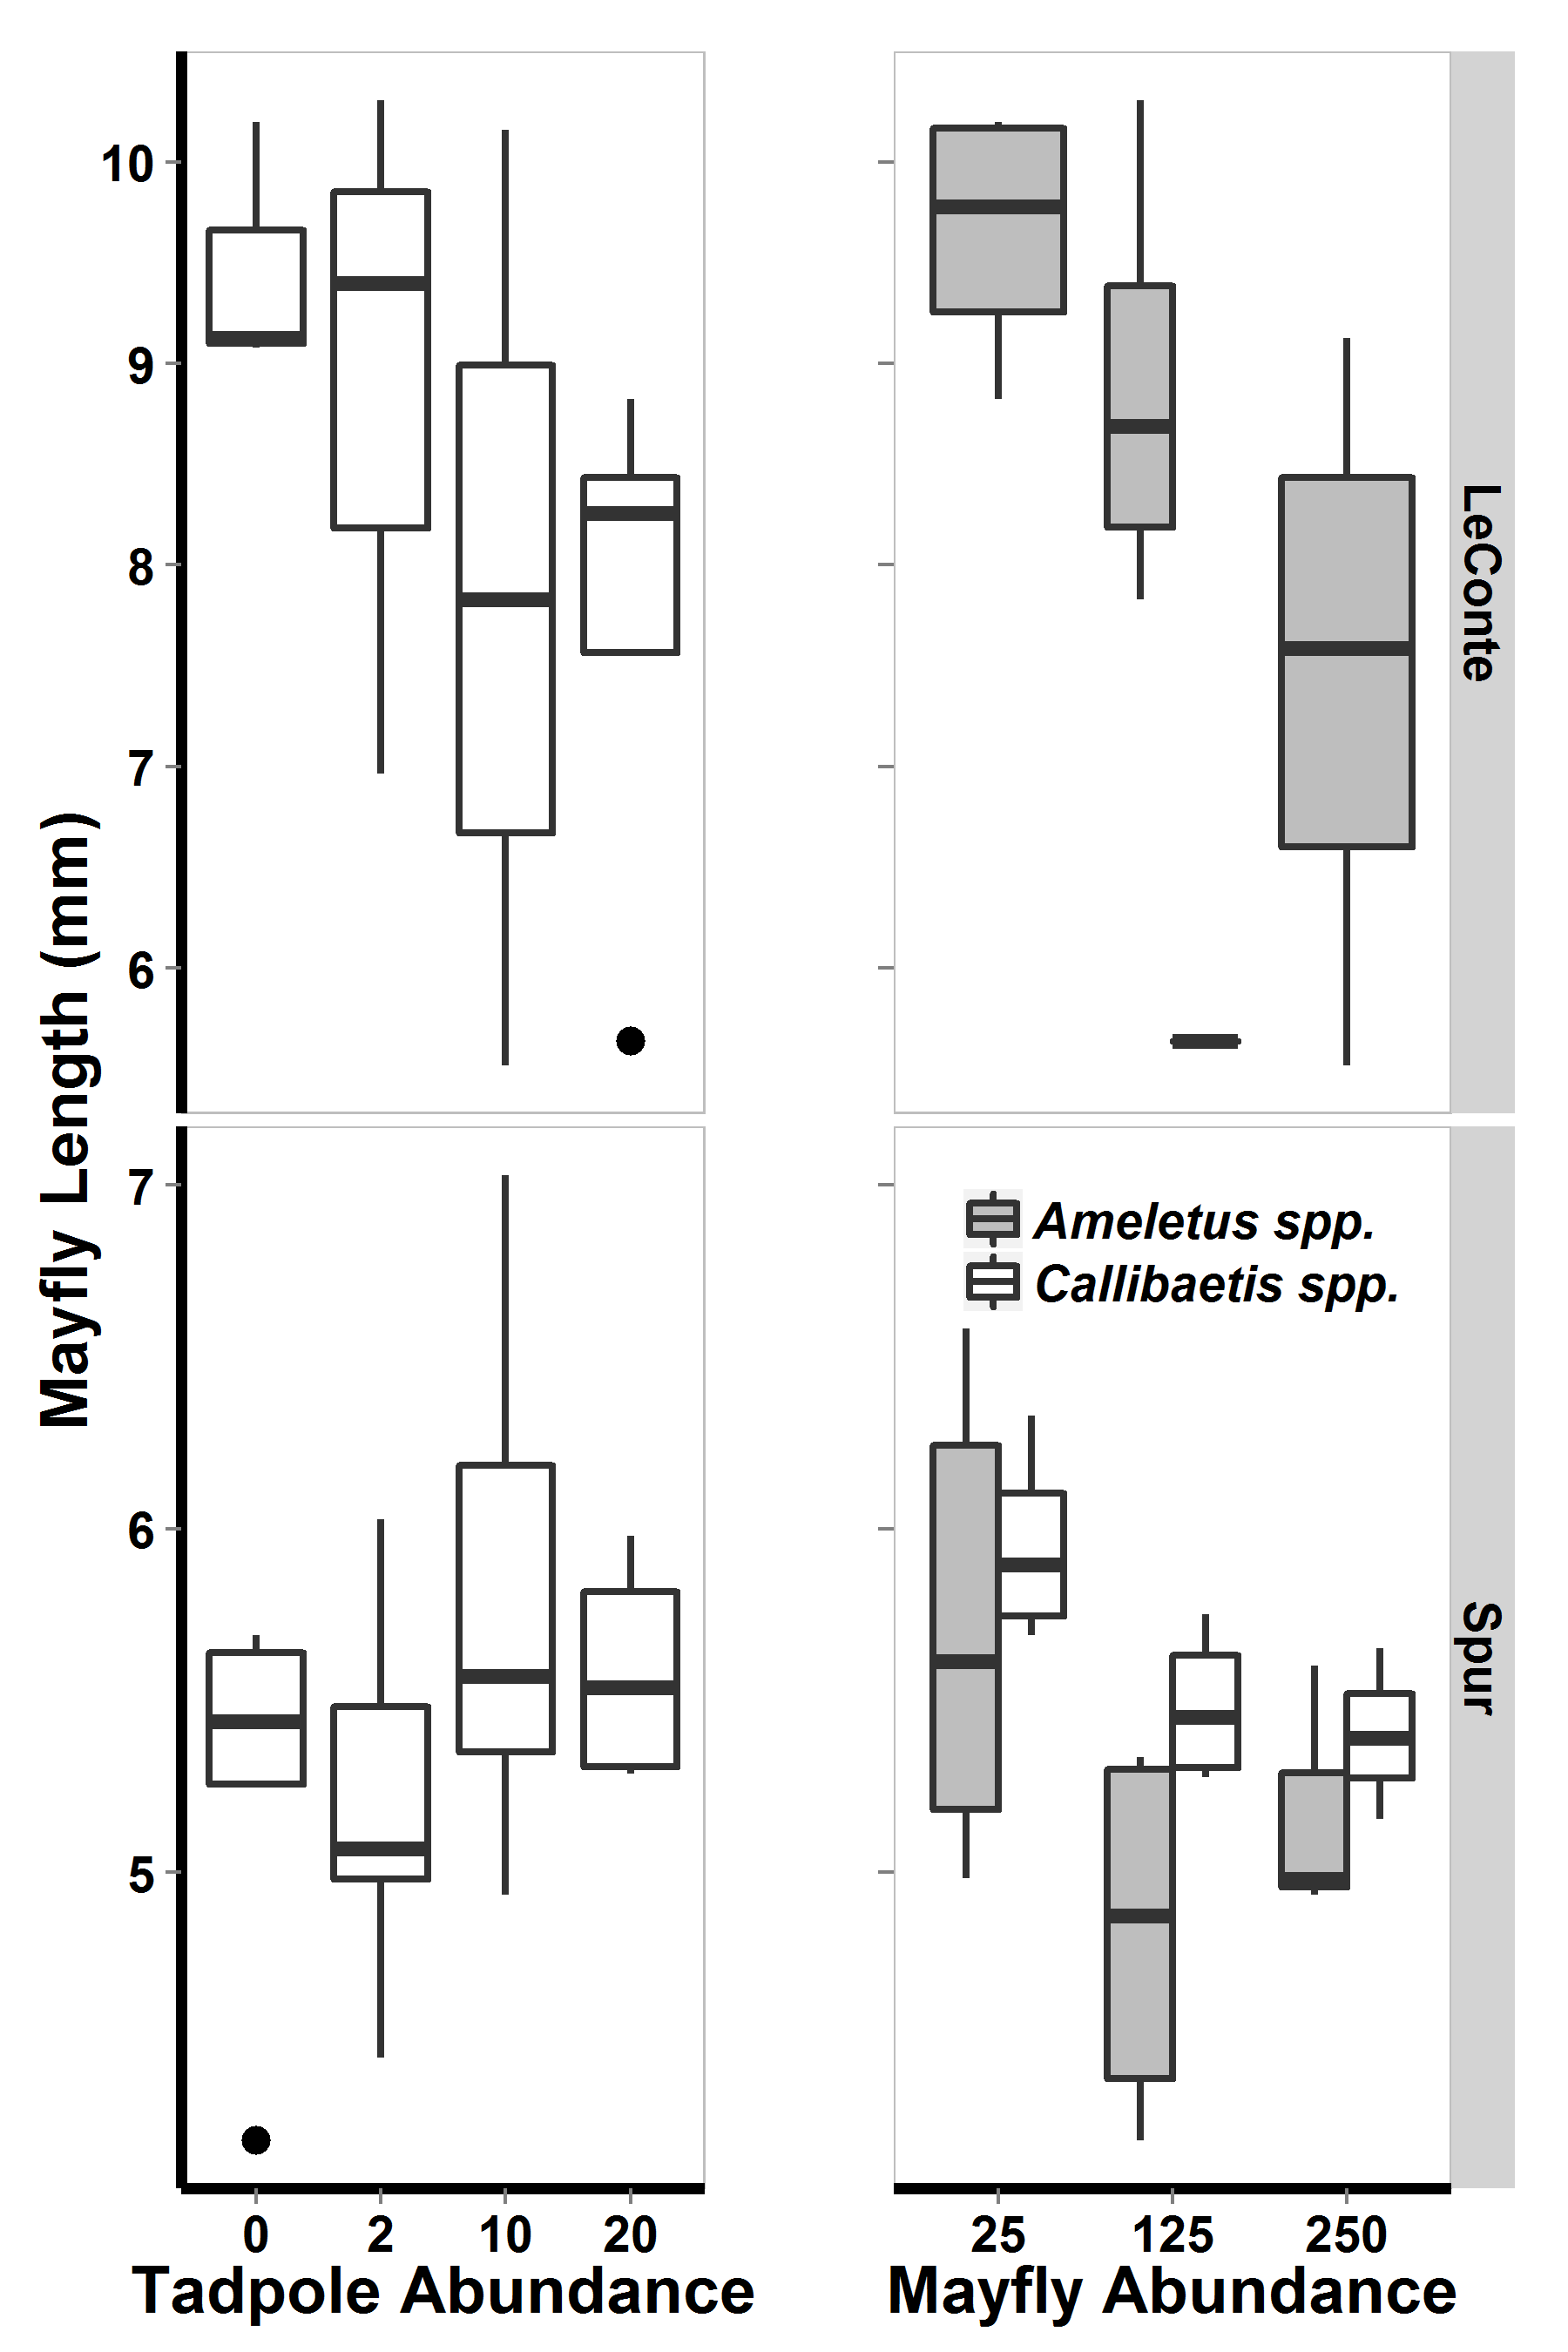 Mayfly Length (mm)
10
9
8
7
6
LeConte
7
6
5
Ameletus spp.
Callibaetis spp.
Spur
0 2 10 20
25 125 250
Tadpole Abundance
Mayfly Abundance